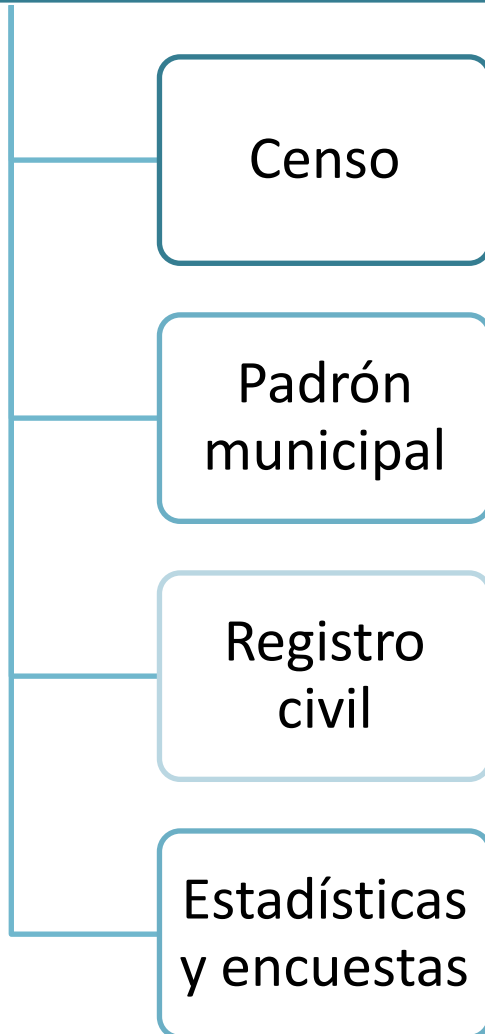 Censo
Padrón
municipal
Registro
civil
Estadísticas
y encuestas